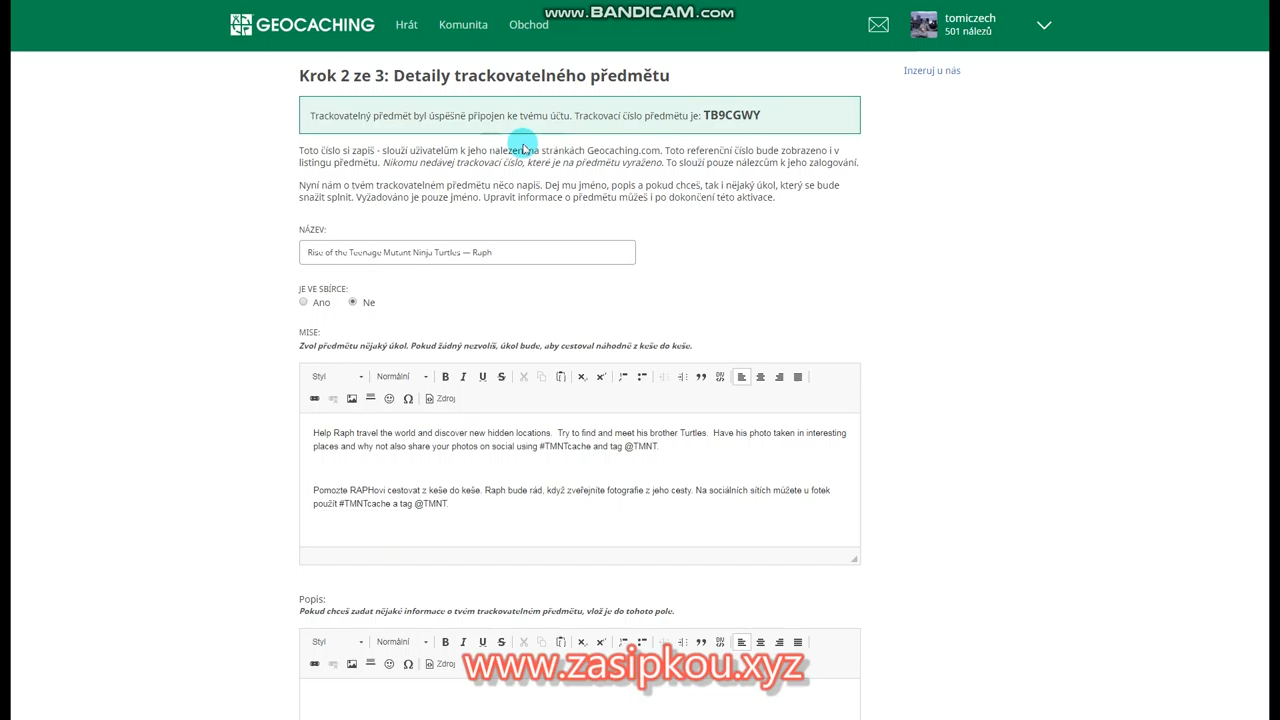 www.BANDICAM.com
GEOCACHING Hrát Komunita Obchod tomiczech
501 nálezů
Krok 2 ze 3: Detaily trackovatelného předmětu
Inzeruj u nás
Trackovatelný předmět byl úspěšně připojen ke tvému účtu. Trackovací číslo předmětu je: TB9CGWY
Toto číslo si zapiš - slouží uživatelům k jeho nalezení na stránkách Geocaching.com. Toto referenční číslo bude zobrazeno i v
listingu předmětu. Nikomu nedávej trackovací číslo, které je na předmětu vyraženo. To slouží pouze nálezcům k jeho zalogování.
Nyní nám o tvém trackovatelném předmětu něco napiš. Dej mu jméno, popis a pokud chceš, tak i nějaký úkol, který se bude
snažit splnit. Vyžadováno je pouze jméno. Upravit informace o předmětu můžeš i po dokončení této aktivace.
NÁZEV:
Rise of the Teenage Mutant Ninja Turtles — Raph
JE VE SBÍRCE:
Ano Ne
MISE:
Zvol předmětu nějaký úkol. Pokud žádný nezvolíš, úkol bude, aby cestoval náhodně z keše do keše.
Styl Normální B I U S
Zdroj
Help Raph travel the world and discover new hidden locations. Try to find and meet his brother Turtles. Have his photo taken in interesting
places and why not also share your photos on social using #TMNTcache and tag @TMNT.
Pomozte RAPHovi cestovat z keše do keše. Raph bude rád, když zveřejníte fotografie z jeho cesty. Na sociálních sítích můžete u fotek
použít #TMNTcache a tag @TMNT.
Popis:
Pokud chceš zadat nějaké informace o tvém trackovatelném předmětu, vlož je do tohoto pole.
Styl Normální B I U S
Zdroj
www.zasipkou.xyz